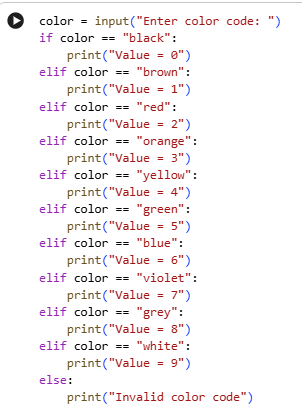 color = input("Enter color code: ")
if color == "black":
    print("Value = 0")
elif color == "brown":
    print("Value = 1")
elif color == "red":
    print("Value = 2")
elif color == "orange":
    print("Value = 3")
elif color == "yellow":
    print("Value = 4")
elif color == "green":
    print("Value = 5")
elif color == "blue":
    print("Value = 6")
elif color == "violet":
    print("Value = 7")
elif color == "grey":
    print("Value = 8")
elif color == "white":
    print("Value = 9")
else:
    print("Invalid color code")